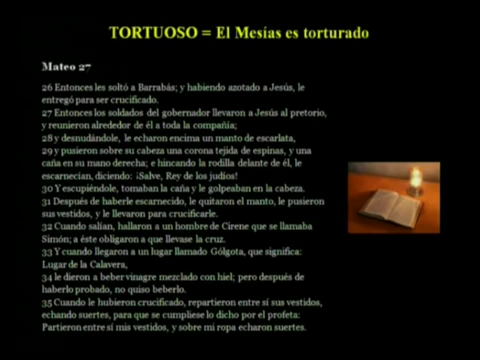 TORTUOSO = El Mesías es torturado
Mateo 27
26 Entonces les soltó a Barrabás; y habiendo azotado a Jesús, le
entregó para ser crucificado.
27 Entonces los soldados del gobernador llevaron a Jesús al pretorio,
y reunieron alrededor de él a toda la compañía;
28 y desnudándole, le echaron encima un manto de escarlata,
29 y pusieron sobre su cabeza una corona tejida de espinas, y una
caña en su mano derecha; e hincando la rodilla delante de él, le
escarnecían, diciendo: ¡Salve, Rey de los judíos!
30 Y escupiéndole, tomaban la caña y le golpeaban en la cabeza.
31 Después de haberle escarnecido, le quitaron el manto, le pusieron
sus vestidos, y le llevaron para crucificarle.
32 Cuando salían, hallaron a un hombre de Cirene que se llamaba
Simón; a éste obligaron a que llevase la cruz.
33 Y cuando llegaron a un lugar llamado Gólgota, que significa:
Lugar de la Calavera,
34 le dieron a beber vinagre mezclado con hiel; pero después de
haberlo probado, no quiso beberlo.
35 Cuando le hubieron crucificado, repartieron entre sí sus vestidos,
echando suertes, para que se cumpliese lo dicho por el profeta:
Partieron entre sí mis vestidos, y sobre mi ropa echaron suertes.